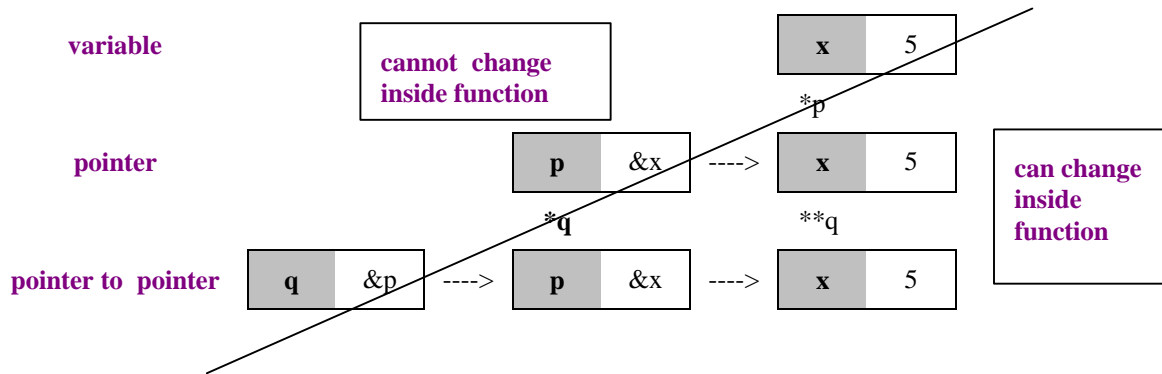 variable
x 5
cannot change
inside function
*p
pointer
p &x ----> x 5
can change
inside
function
*q
**q
pointer to pointer
q &p ----> p &x ----> x 5